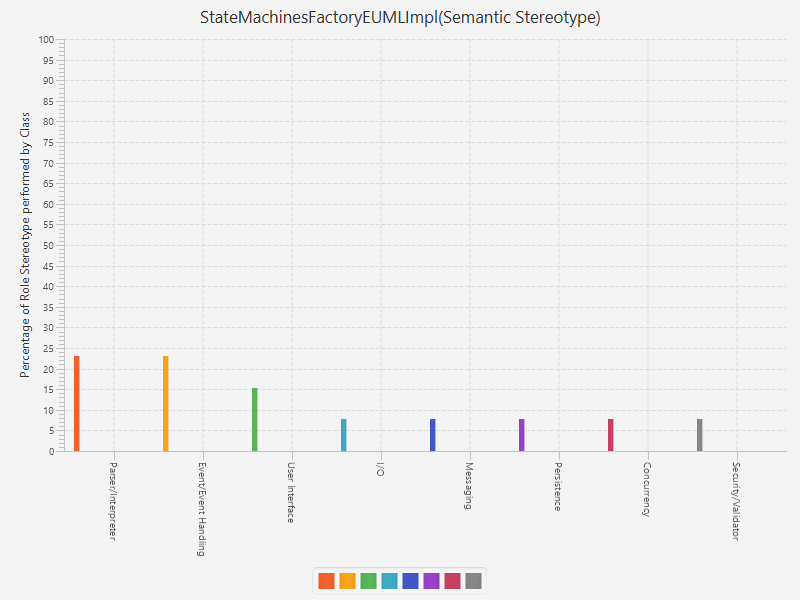 StateMachinesFactoryEUMLImpl(Semantic Stereotype)
Percentage of Role Stereotype performed by Class
100
95
90
85
80
75
70
65
60
55
50
45
40
35
30
25
20
15
10
5
0
Parser/Interpreter
Event/Event Handling
User Interface
I/O
Messaging
Persistence
Concurrency
Security/Validator